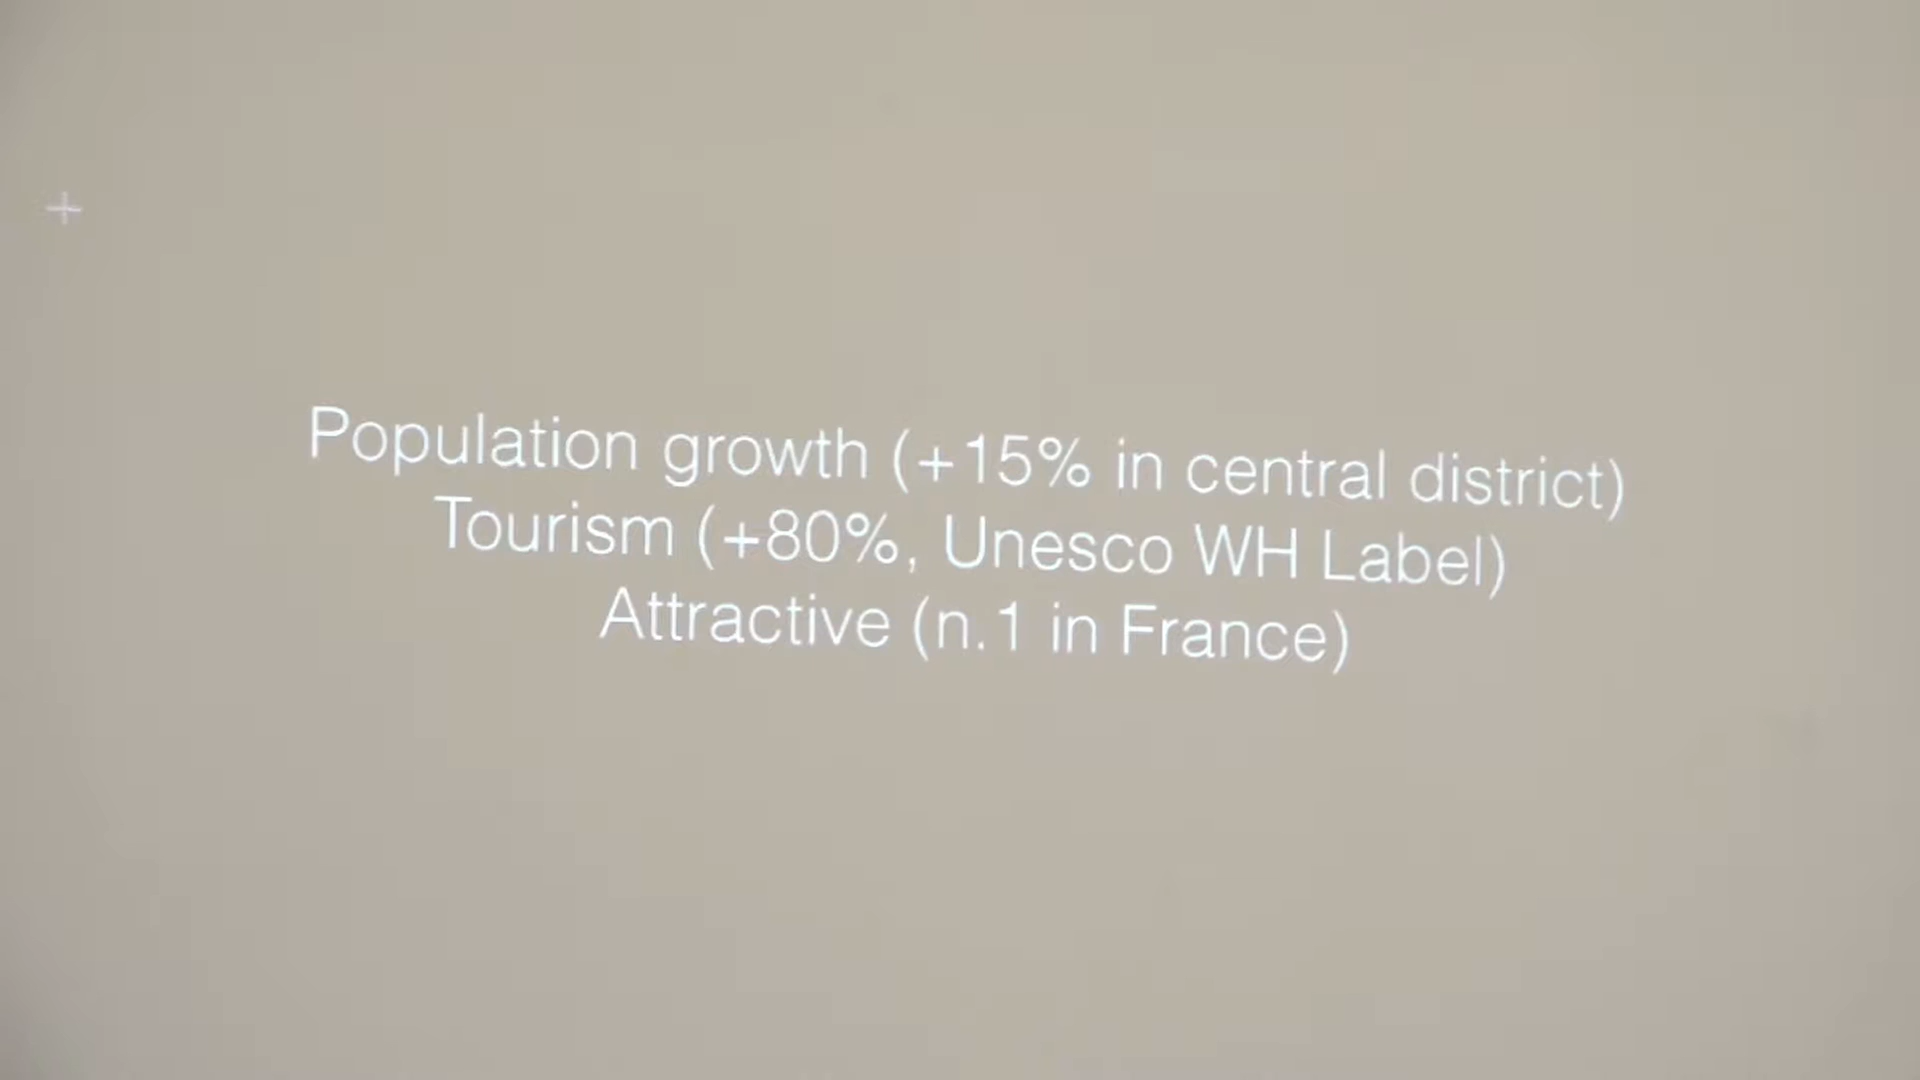 Population growth (+15% in central district)
Tourism (+80%, Unesco WH Label)
Attractive (n.1 in France)